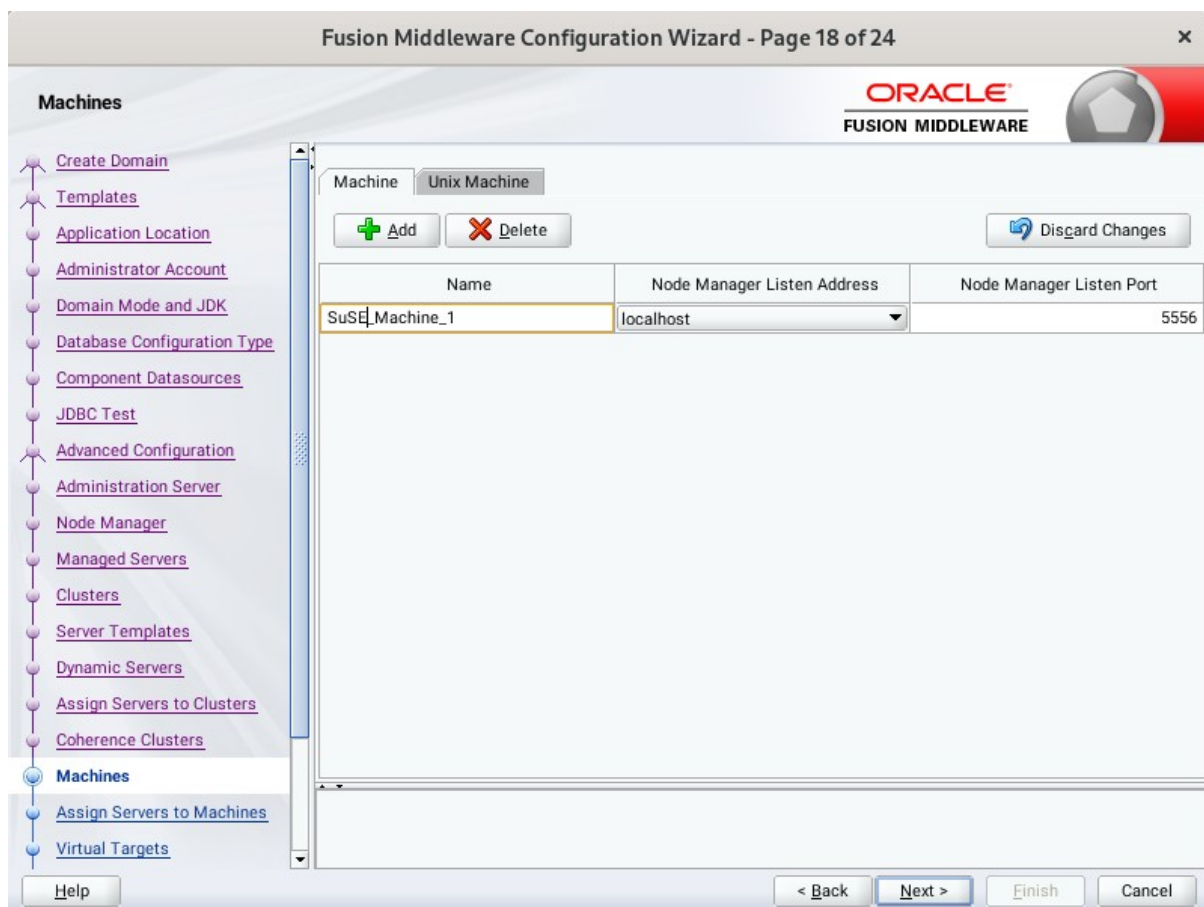 Fusion Middleware Configuration Wizard - Page 18 of 24
Machines
ORACLE
FUSION MIDDLEWARE
Create Domain
Templates
Application Location
Administrator Account
Domain Mode and JDK
Database Configuration Type
Component Datasources
JDBC Test
Advanced Configuration
Administration Server
Node Manager
Managed Servers
Clusters
Server Templates
Dynamic Servers
Assign Servers to Clusters
Coherence Clusters
Machines
Assign Servers to Machines
Virtual Targets
Machine Unix Machine
Add Delete Discard Changes
Name Node Manager Listen Address Node Manager Listen Port
SuSE_Machine_1 localhost 5556
Help < Back Next > Finish Cancel